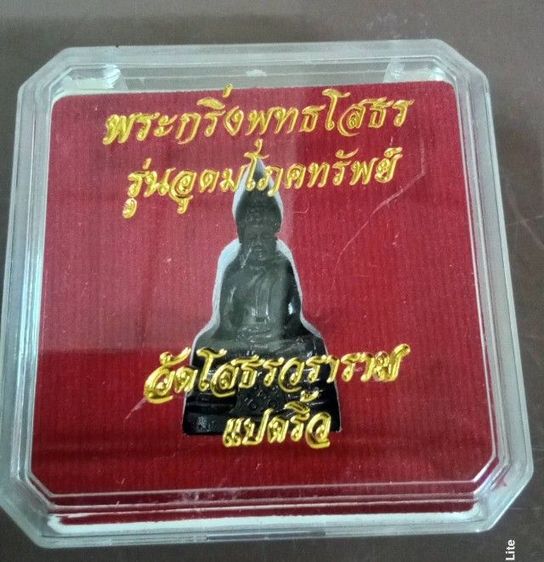 พระกริ่งพุทธโสธร
รุ่นอุดมโภคทรัพย์
วัดโสธรวราราม
แปดริ้ว
Lite